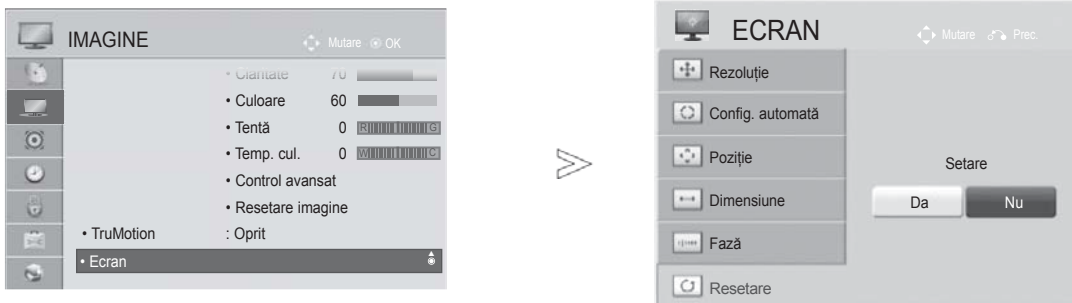 IMAGINE
Mutare OK
• Claritate 70
• Culoare 60
• Tentă 0 R G
• Temp. cul. 0 W C
• Control avansat
• Resetare imagine
• TruMotion : Oprit
• Ecran
ECRAN
Mutare Prec.
Rezoluție
Config. automată
Poziție
Dimensiune
Fază
Resetare
Setare
Da Nu